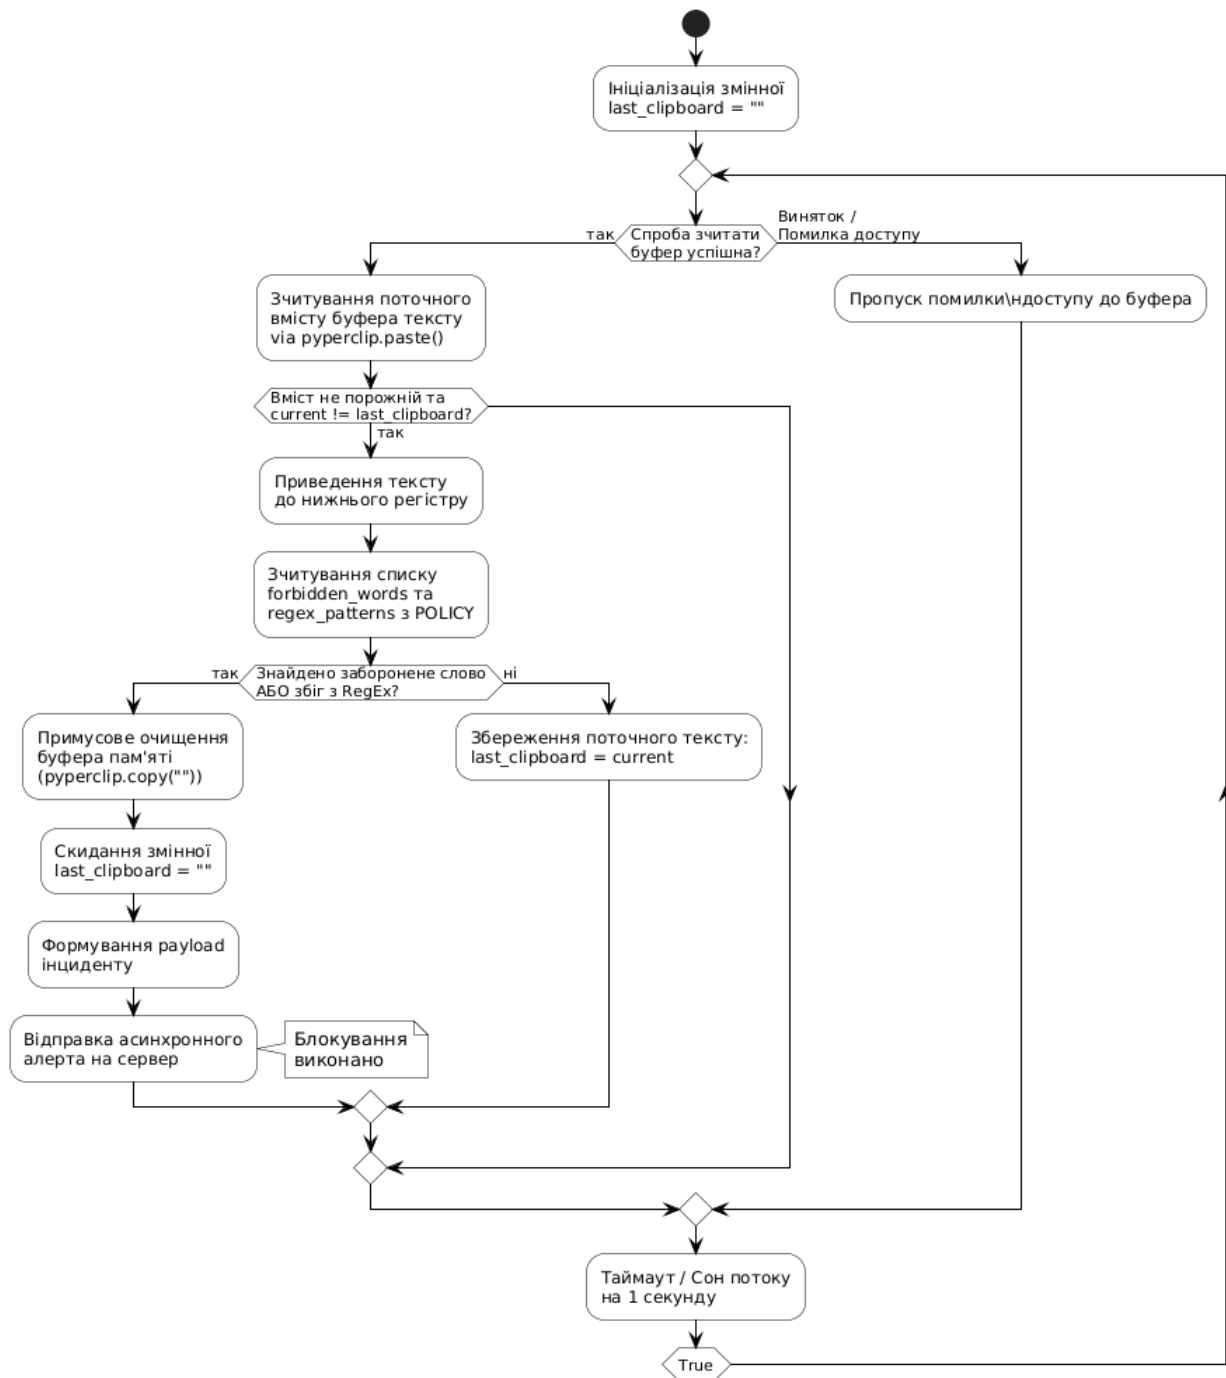 Ініціалізація змінної
last_clipboard = ""
Спроба зчитати
буфер успішна?
так
Виняток /
Помилка доступу
Зчитування поточного
вмісту буфера тексту
via pyperclip.paste()
Пропуск помилки\ндоступу до буфера
Вміст не порожній та
current != last_clipboard?
так
Приведення тексту
до нижнього регістру
Зчитування списку
forbidden_words та
regex_patterns з POLICY
так
Знайдено заборонене слово
АБО збіг з RegEx?
ні
Примусове очищення
буфера пам'яті
(pyperclip.copy(""))
Збереження поточного тексту:
last_clipboard = current
Скидання змінної
last_clipboard = ""
Формування payload
інциденту
Відправка асинхронного
алерта на сервер
Блокування
виконано
Таймаут / Сон потоку
на 1 секунду
True